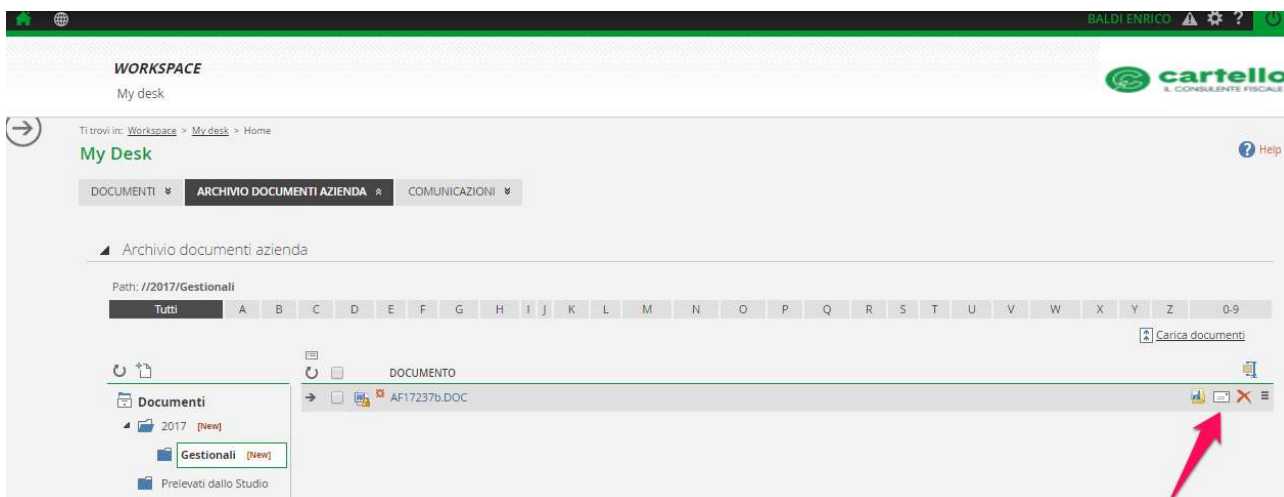 BALDI ENRICO ?
WORKSPACE
My desk
cartello
IL CONSULENTE FISCALE
Ti trovi in: Workspace > My desk > Home
My Desk
? Help
DOCUMENTI ARCHIVIO DOCUMENTI AZIENDA COMUNICAZIONI
Archivio documenti azienda
Path: //2017/Gestionali
Tutti A B C D E F G H I J K L M N O P Q R S T U V W X Y Z 0-9
Carica documenti
DOCUMENTO
Documenti
AF17237b.DOC
2017 [New]
Gestionali [New]
Prelevati dallo Studio